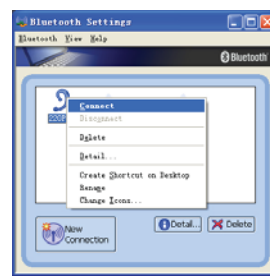 Bluetooth Settings
Bluetooth View Help
Bluetooth
Connect
Disconnect
Delete
Detail...
Create Shortcut on Desktop
Rename
Change Icons...
New
Connection
Detail...
Delete